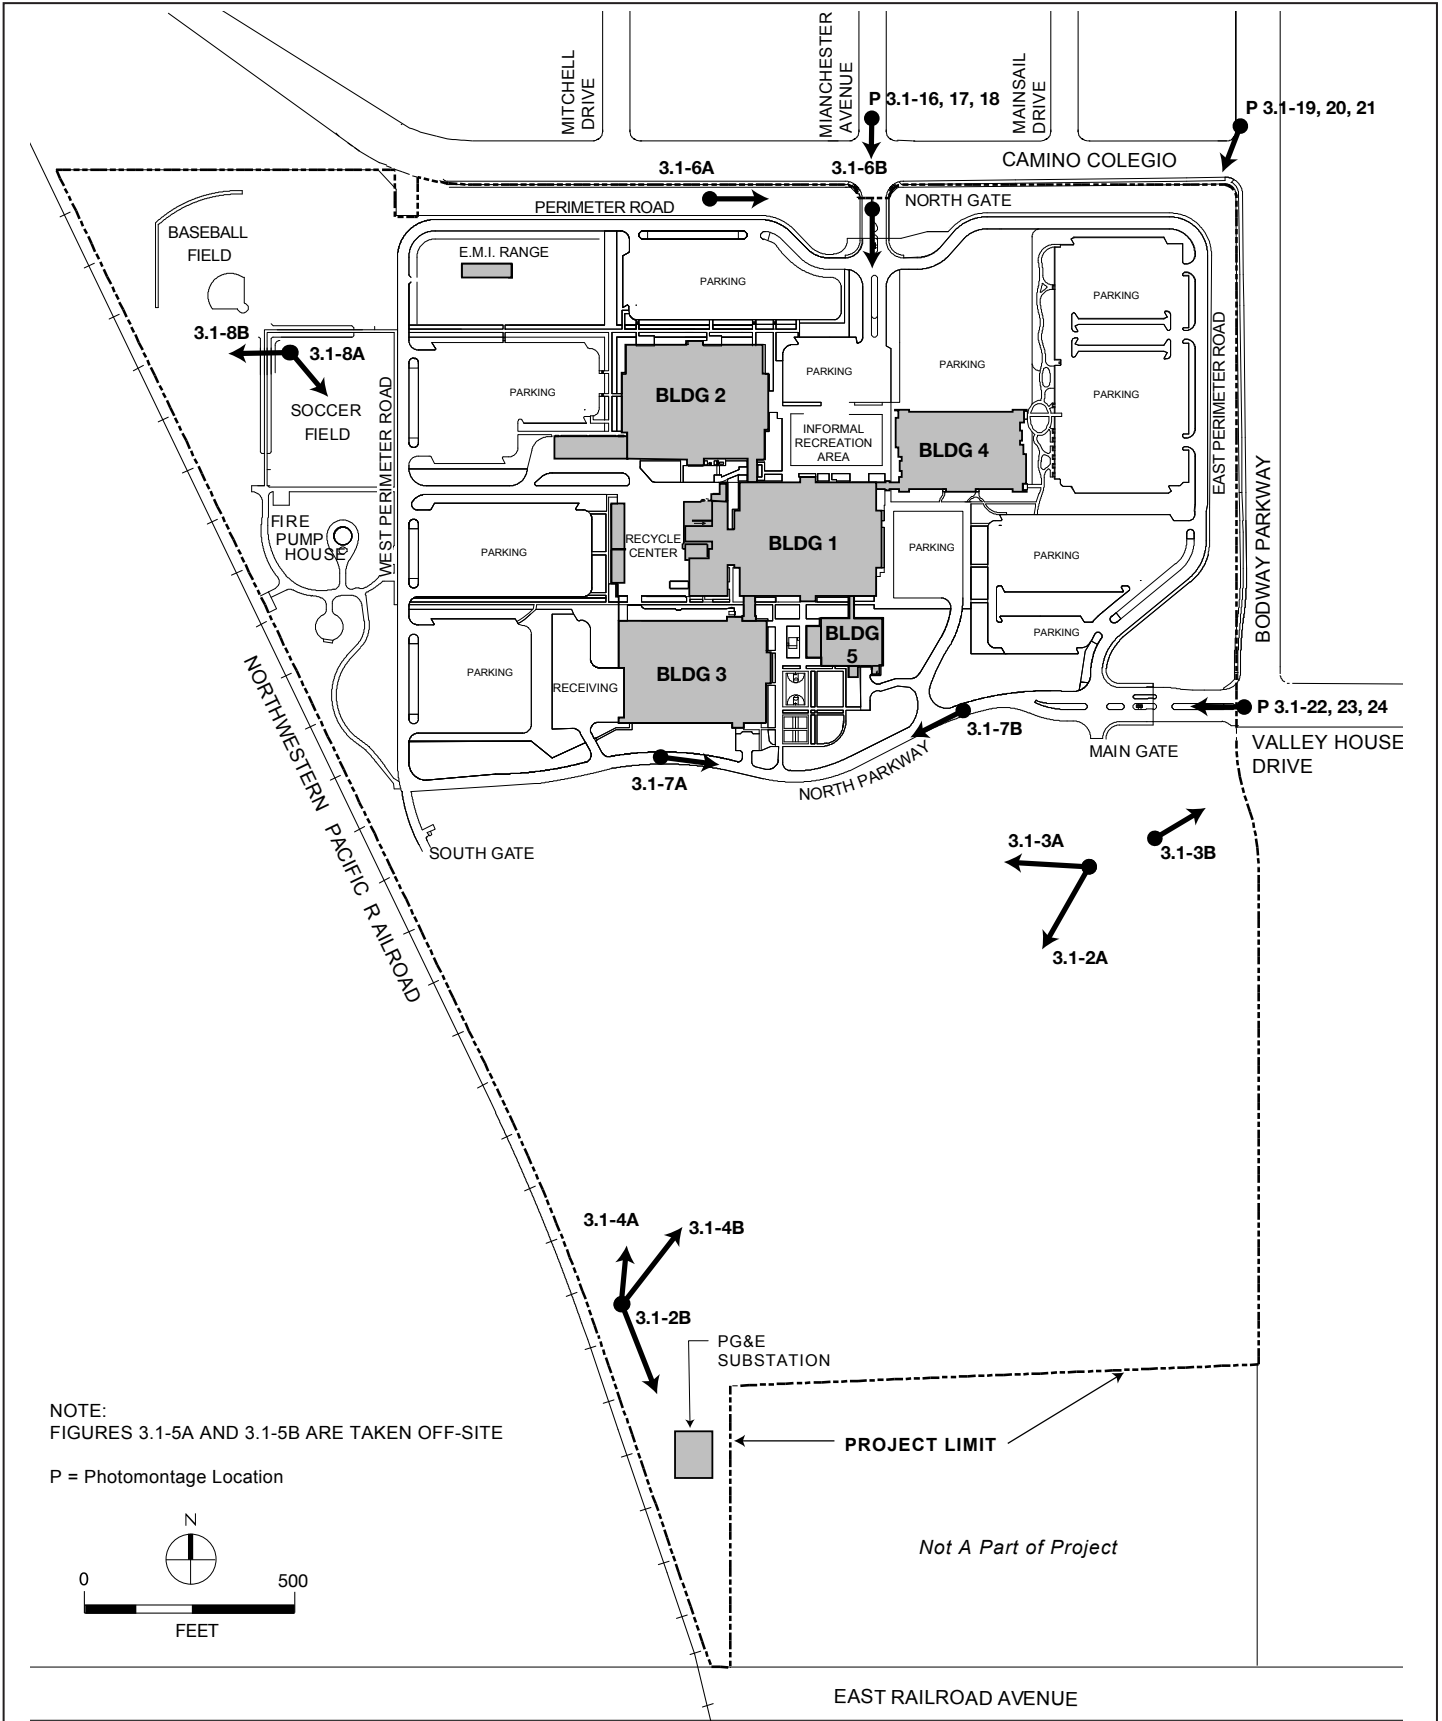 MITCHELL
DRIVE
MIANCHESTER
AVENUE
MAINSAIL
DRIVE
P 3.1-16, 17, 18
P 3.1-19, 20, 21
CAMINO COLEGIO
3.1-6A
3.1-6B
PERIMETER ROAD
NORTH GATE
BASEBALL
FIELD
E.M.I. RANGE
PARKING
PARKING
3.1-8B
3.1-8A
SOCCER
FIELD
WEST PERIMETER ROAD
PARKING
BLDG 2
PARKING
PARKING
PARKING
EAST PERIMETER ROAD
INFORMAL
RECREATION
AREA
BLDG 4
BODWAY PARKWAY
FIRE
PUMP
HOUSE
PARKING
RECYCLE
CENTER
BLDG 1
PARKING
PARKING
PARKING
BLDG
5
PARKING
RECEIVING
BLDG 3
P 3.1-22, 23, 24
3.1-7B
MAIN GATE
VALLEY HOUSE
DRIVE
3.1-7A
NORTH PARKWAY
SOUTH GATE
NORTHWESTERN PACIFIC R AILROAD
3.1-3A
3.1-3B
3.1-2A
3.1-4A
3.1-4B
3.1-2B
PG&E
SUBSTATION
PROJECT LIMIT
NOTE:
FIGURES 3.1-5A AND 3.1-5B ARE TAKEN OFF-SITE
P = Photomontage Location
N
0 500
FEET
Not A Part of Project
EAST RAILROAD AVENUE